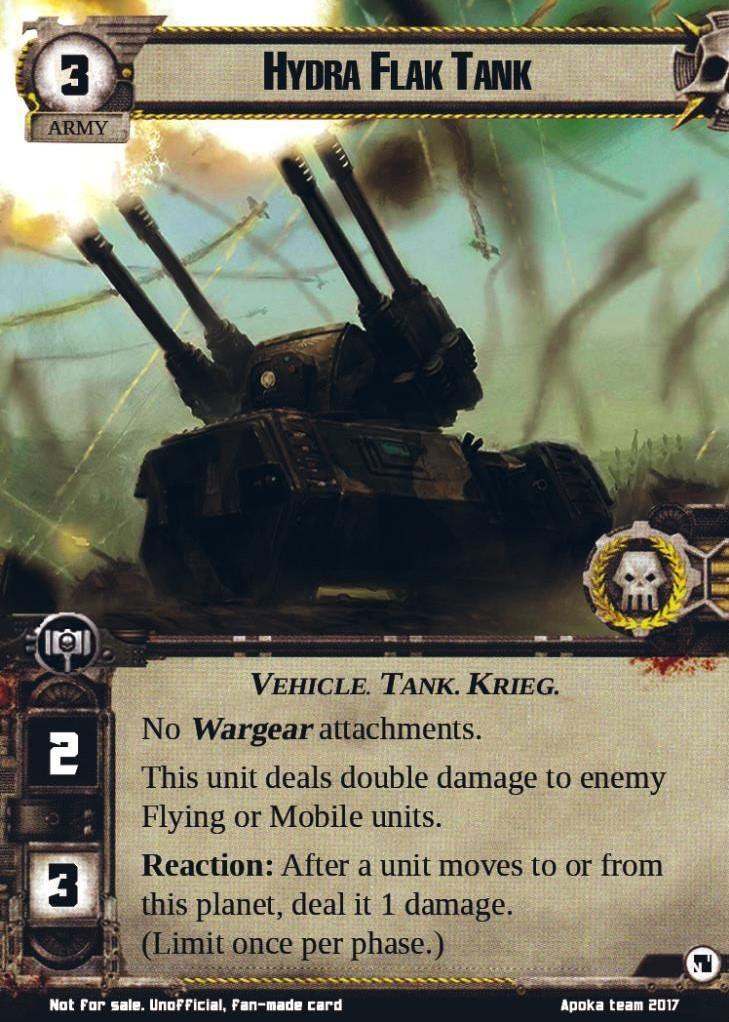 3
HYDRA FLAK TANK
ARMY
VEHICLE. TANK. KRIEG.
2
No Wargear attachments.
This unit deals double damage to enemy
Flying or Mobile units.
3
Reaction: After a unit moves to or from
this planet, deal it 1 damage.
(Limit once per phase.)
Not for sale. Unofficial, fan-made card
Apoka team 2017